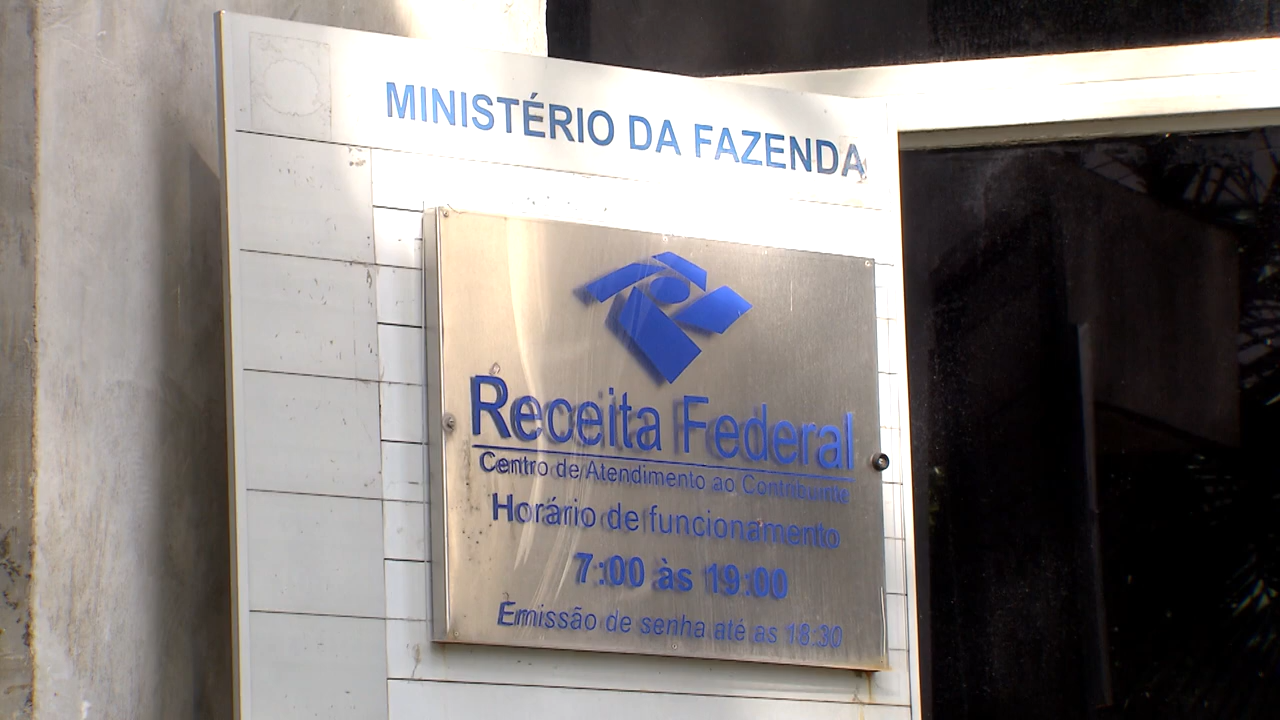 MINISTÉRIO DA FAZENDA
Receita Federal
Centro de Atendimento ao Contribuinte
Horário de funcionamento
7:00 às 19:00
Emissão de senha até as 18:30